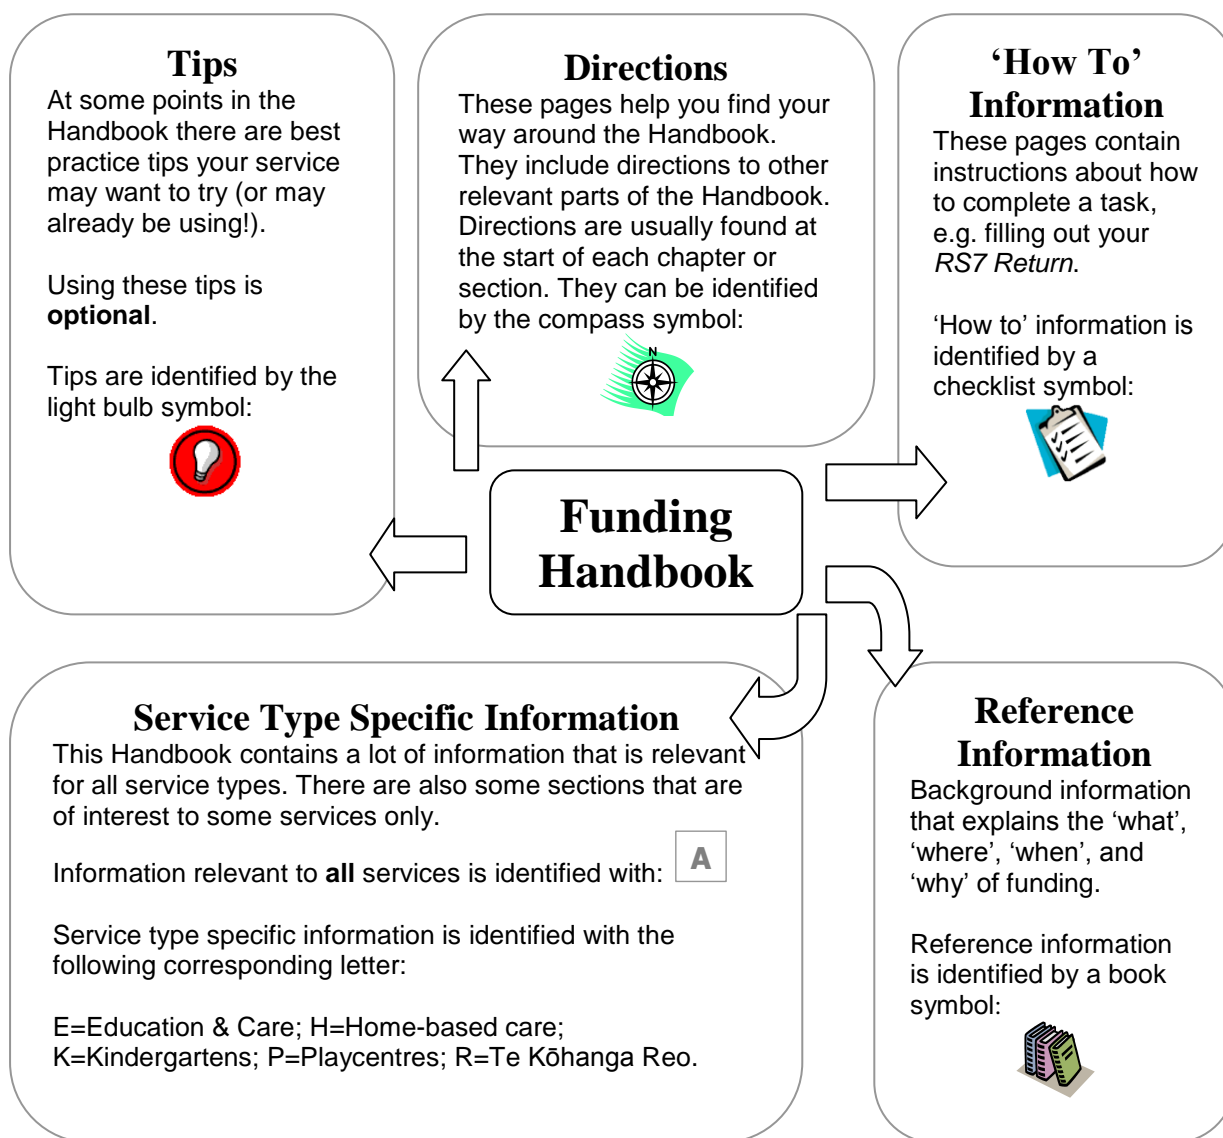 Tips
At some points in the
Handbook there are best
practice tips your service
may want to try (or may
already be using!).
Using these tips is
optional.
Tips are identified by the
light bulb symbol:
Directions
These pages help you find your
way around the Handbook.
They include directions to other
relevant parts of the Handbook.
Directions are usually found at
the start of each chapter or
section. They can be identified
by the compass symbol:
N
‘How To’
Information
These pages contain
instructions about how
to complete a task,
e.g. filling out your
RS7 Return.
‘How to’ information is
identified by a
checklist symbol:
Funding
Handbook
Service Type Specific Information
This Handbook contains a lot of information that is relevant
for all service types. There are also some sections that are
of interest to some services only.
Information relevant to all services is identified with:
A
Service type specific information is identified with the
following corresponding letter:
E=Education & Care; H=Home-based care;
K=Kindergartens; P=Playcentres; R=Te Kōhanga Reo.
Reference
Information
Background information
that explains the ‘what’,
‘where’, ‘when’, and
‘why’ of funding.
Reference information
is identified by a book
symbol: